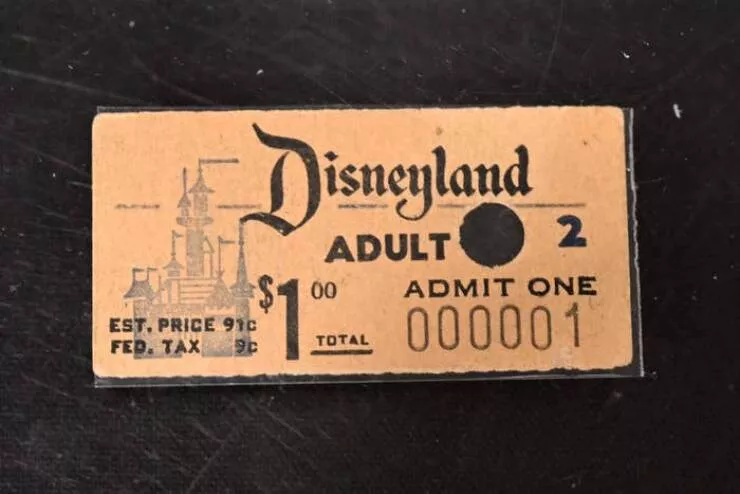 Disneyland
ADULT 2
$1 00 ADMIT ONE
EST. PRICE 91c
FED. TAX 9c
TOTAL
000001